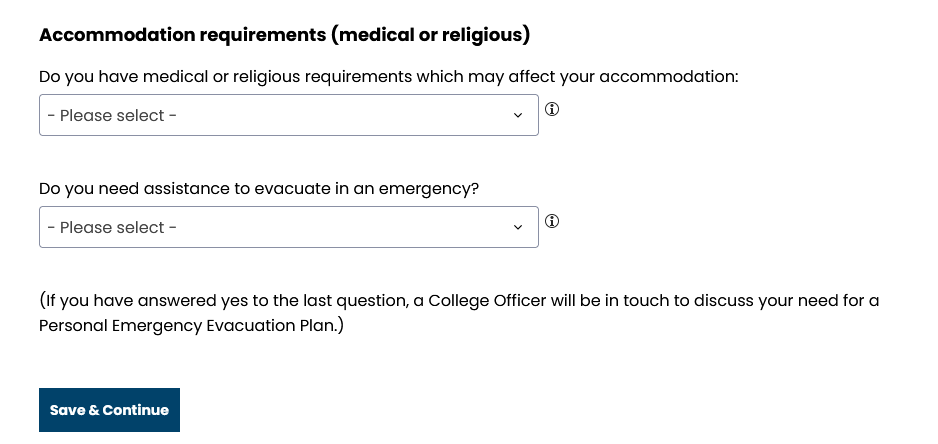 Accommodation requirements (medical or religious)
Do you have medical or religious requirements which may affect your accommodation:
- Please select -
Do you need assistance to evacuate in an emergency?
- Please select -
(If you have answered yes to the last question, a College Officer will be in touch to discuss your need for a
Personal Emergency Evacuation Plan.)
Save & Continue